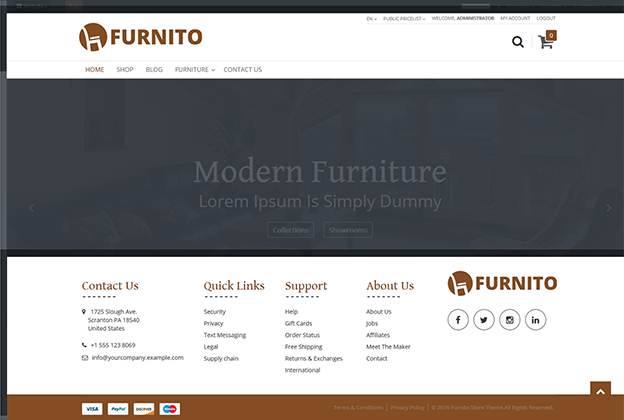 EN PUBLIC PRICELIST WELCOME, ADMINISTRATOR MY ACCOUNT LOGOUT
FURNITO
0
HOME SHOP BLOG FURNITURE CONTACT US
Modern Furniture
Lorem Ipsum Is Simply Dummy
Collections Showrooms
Contact Us
1725 Slough Ave.
Scranton PA 18540
United States
+1 555 123 8069
info@yourcompany.example.com
Quick Links
Security
Privacy
Text Messaging
Legal
Supply chain
Support
Help
Gift Cards
Order Status
Free Shipping
Returns & Exchanges
International
About Us
About Us
Jobs
Affiliates
Meet The Maker
Contact
FURNITO
VISA PayPal DISCOVER
Terms & Conditions | Privacy Policy | © 2016 Furnito Store Theme All Rights Reserved.